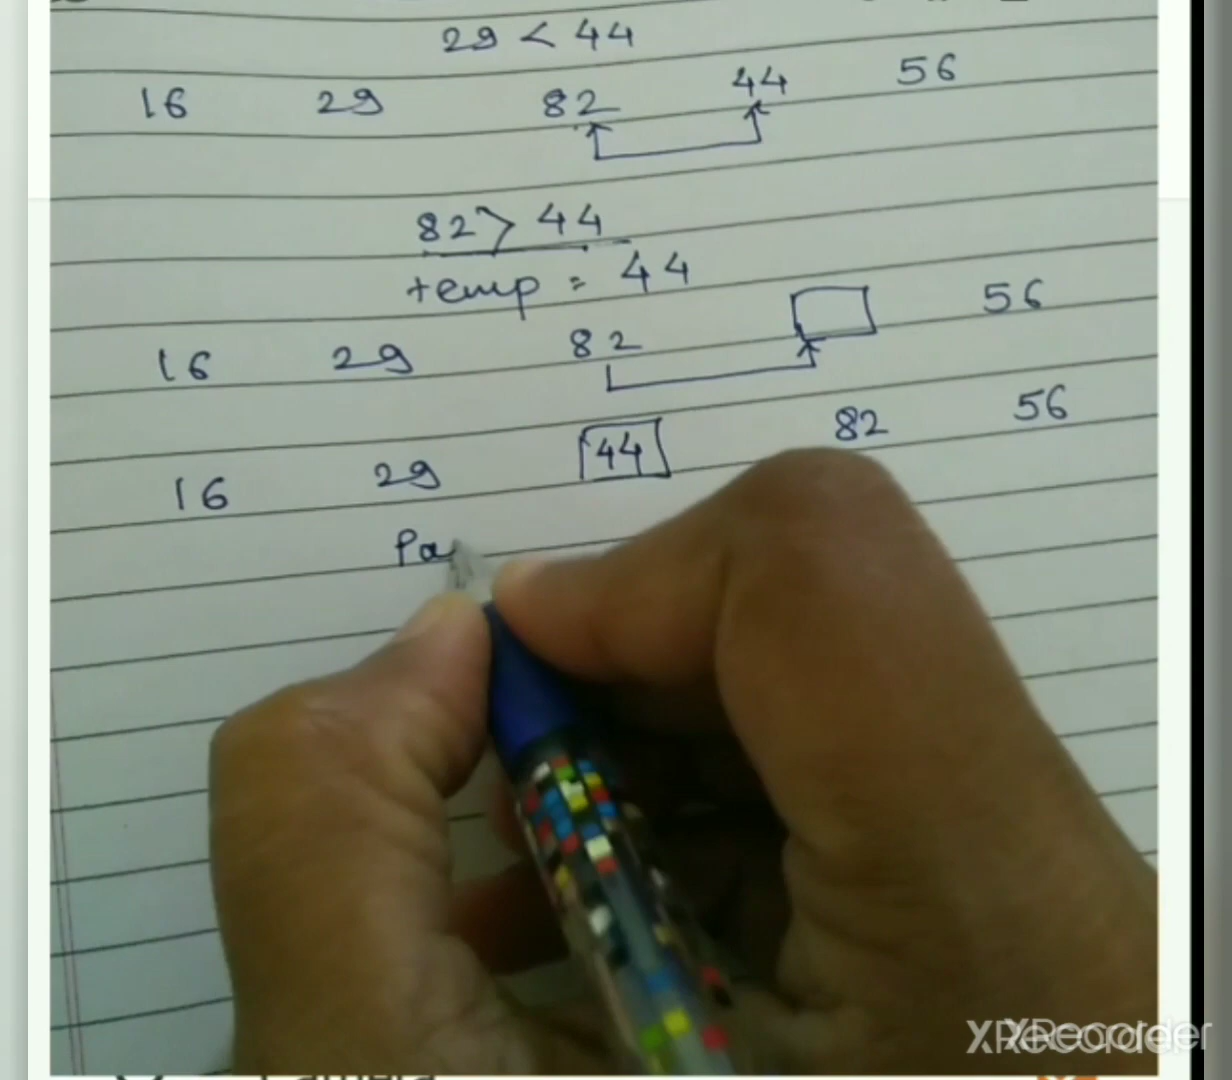 29 < 44
16 29 82 44 56
82 > 44
temp = 44
16 29 82 56
16 29 44 82 56
Pa
XRecorder